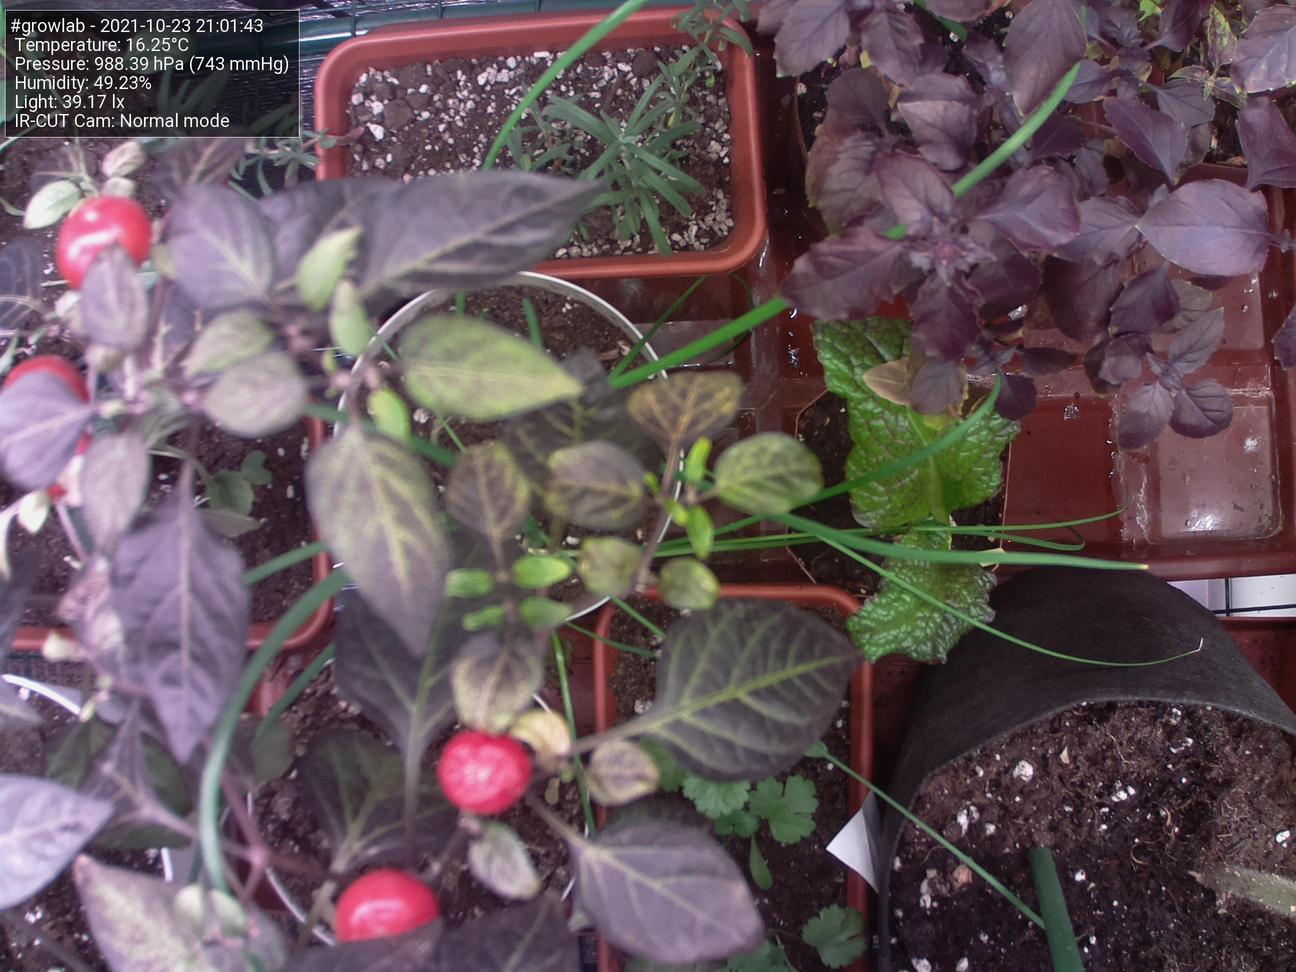 #growlab - 2021-10-23 21:01:43
Temperature: 16.25°C
Pressure: 988.39 hPa (743 mmHg)
Humidity: 49.23%
Light: 39.17 lx
IR-CUT Cam: Normal mode